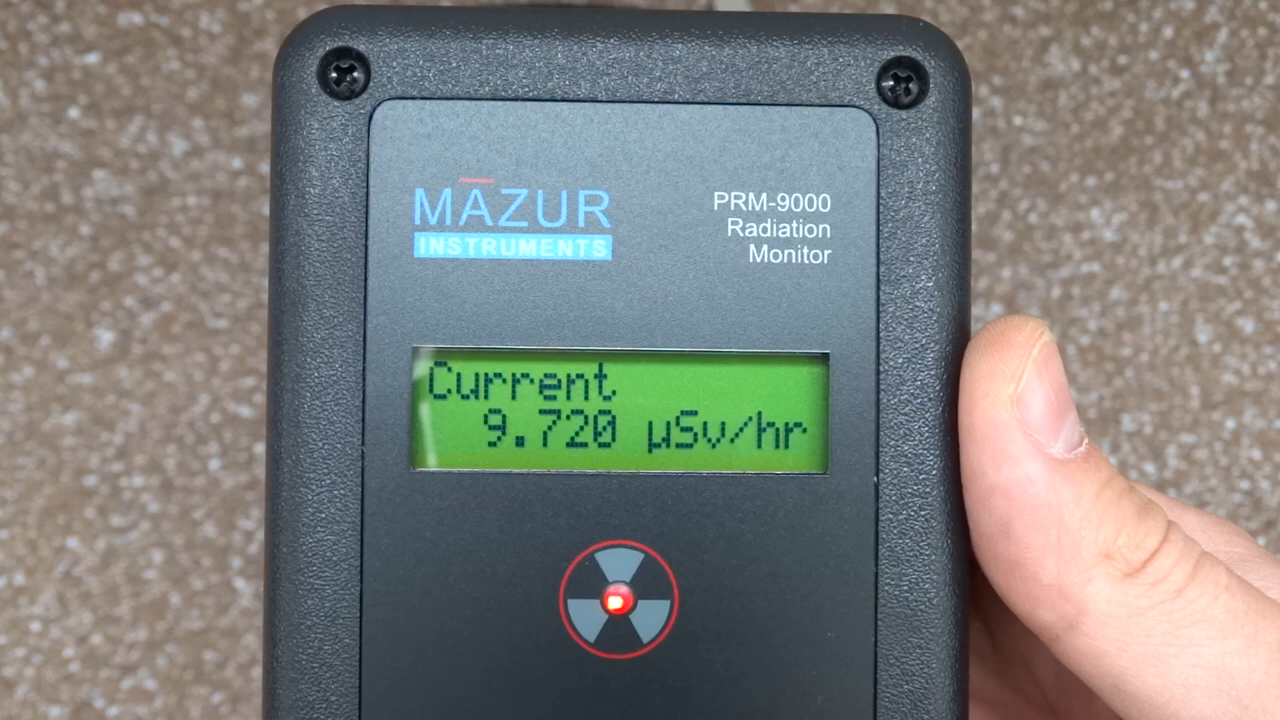 MAZUR
INSTRUMENTS
PRM-9000
Radiation
Monitor
Current
9.720 µSv/hr